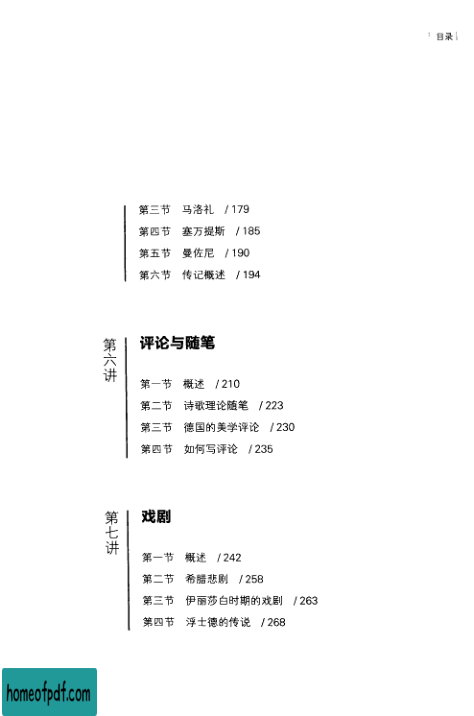 目录
第三节 马洛礼 / 179
第四节 塞万提斯 / 185
第五节 曼佐尼 / 190
第六节 传记概述 / 194
第六讲 评论与随笔
第一节 概述 / 210
第二节 诗歌理论随笔 / 223
第三节 德国的美学评论 / 230
第四节 如何写评论 / 235
第七讲 戏剧
第一节 概述 / 242
第二节 希腊悲剧 / 258
第三节 伊丽莎白时期的戏剧 / 263
第四节 浮士德的传说 / 268
homeofpdf.com